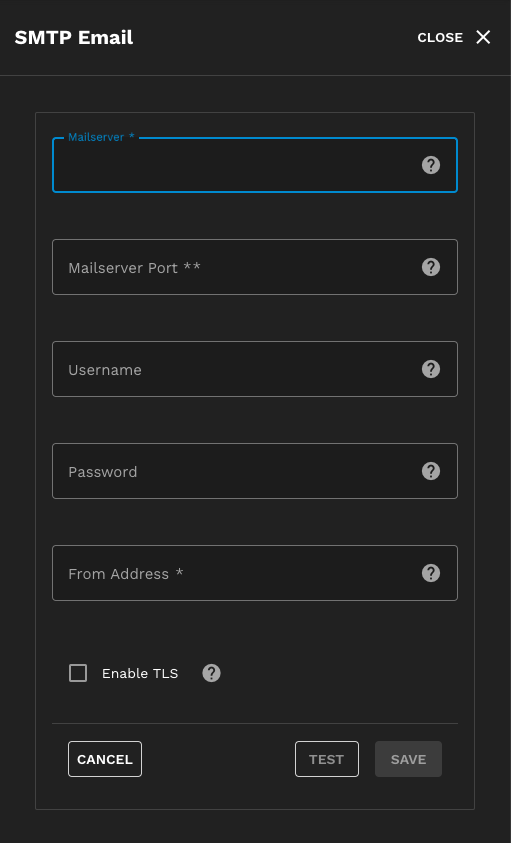 SMTP Email
CLOSE
Mailserver *
Mailserver Port **
Username
Password
From Address *
Enable TLS
CANCEL
TEST
SAVE